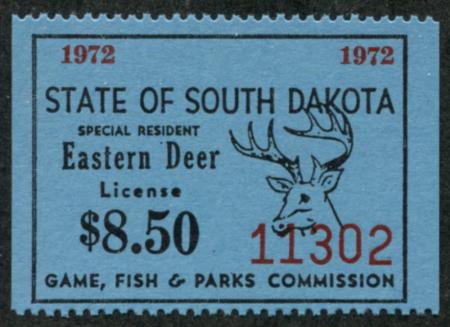 1972 1972
STATE OF SOUTH DAKOTA
SPECIAL RESIDENT
Eastern Deer
License
$8.50
11302
GAME, FISH & PARKS COMMISSION